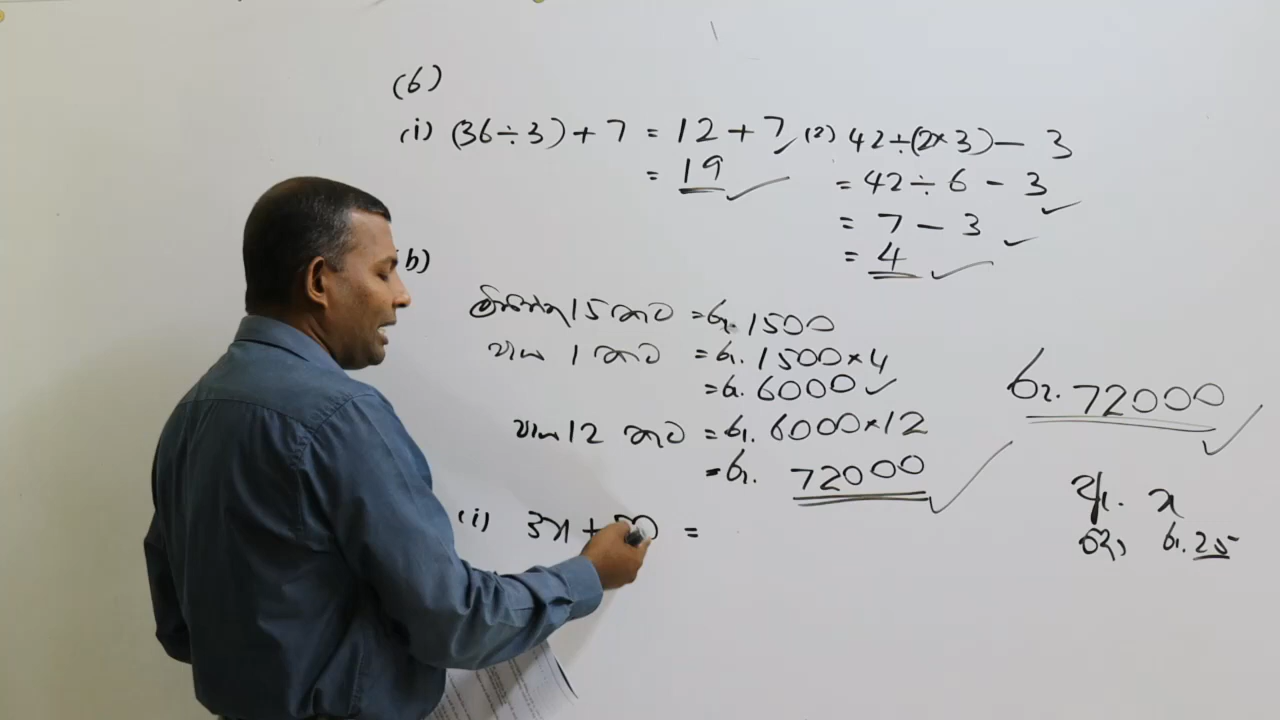 (6)
(i) (36÷3)+7 = 12+7
= 19
(2) 42÷(2×3)-3
= 42÷6-3
= 7-3
= 4
b)
15 කට = රු. 1500
පැය 1 කට = රු. 1500×4
= රු. 6000
පැය 12 කට = රු. 6000×12
= රු. 72000
රු. 72000
(i) 3x + =
x
රු. 25